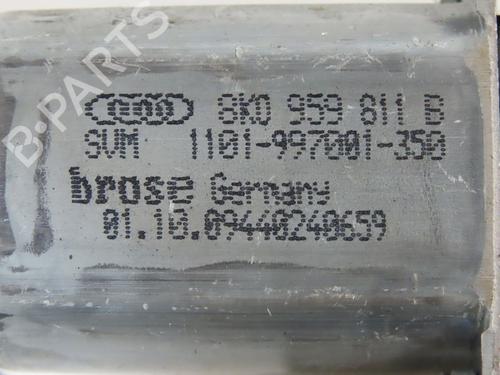 B-PARTS
8K0 959 811 B
SVM 1101-997001-350
brose Germany
01.10.09440240659